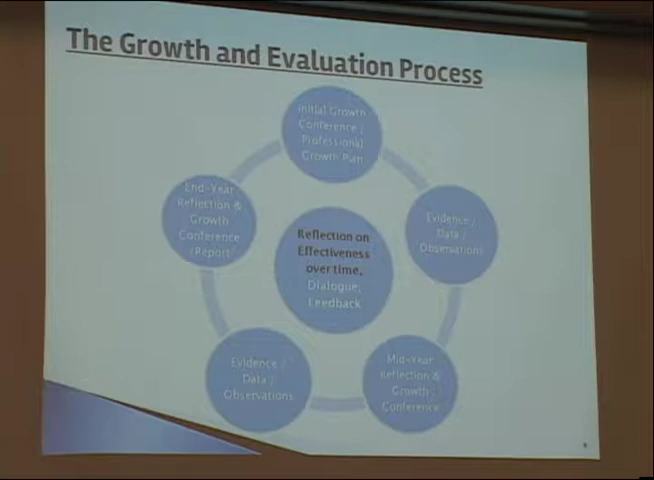 The Growth and Evaluation Process
Initial Growth
Conference /
Professional
Growth Plan
Evidence /
Data /
Observations
Mid-Year
Reflection &
Growth
Conference
Evidence /
Data /
Observations
End-Year
Reflection &
Growth
Conference
/Report
Reflection on
Effectiveness
over time,
Dialogue,
Feedback